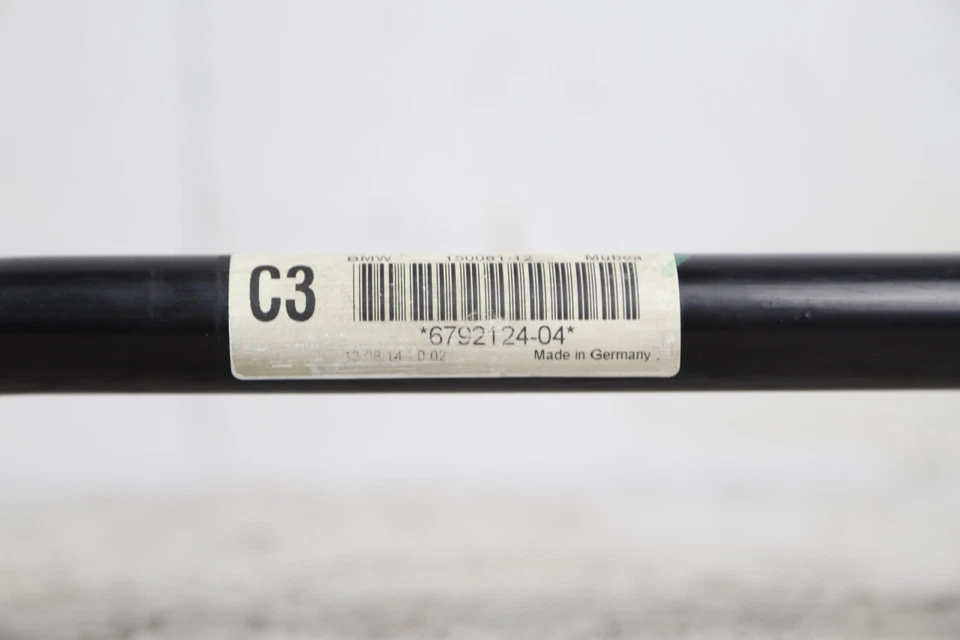 BMW 150081-12 Mubea
C3
*6792124-04*
13.08.14 0:02 Made in Germany